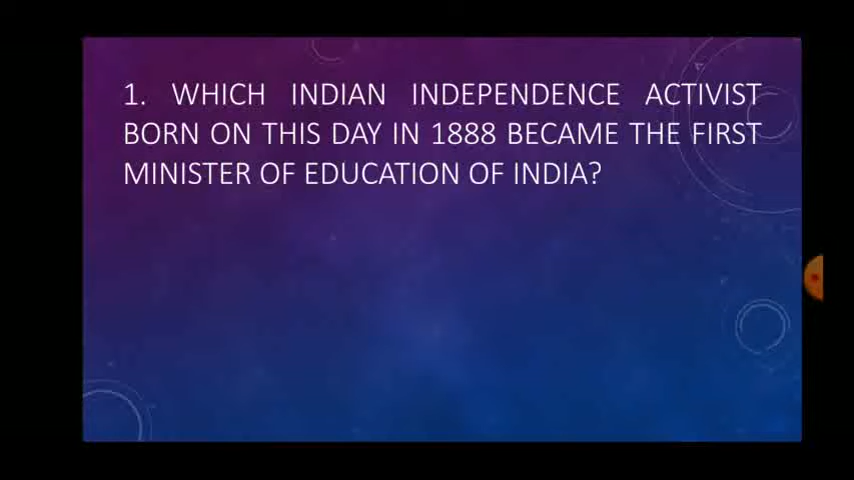 1. WHICH INDIAN INDEPENDENCE ACTIVIST
BORN ON THIS DAY IN 1888 BECAME THE FIRST
MINISTER OF EDUCATION OF INDIA?